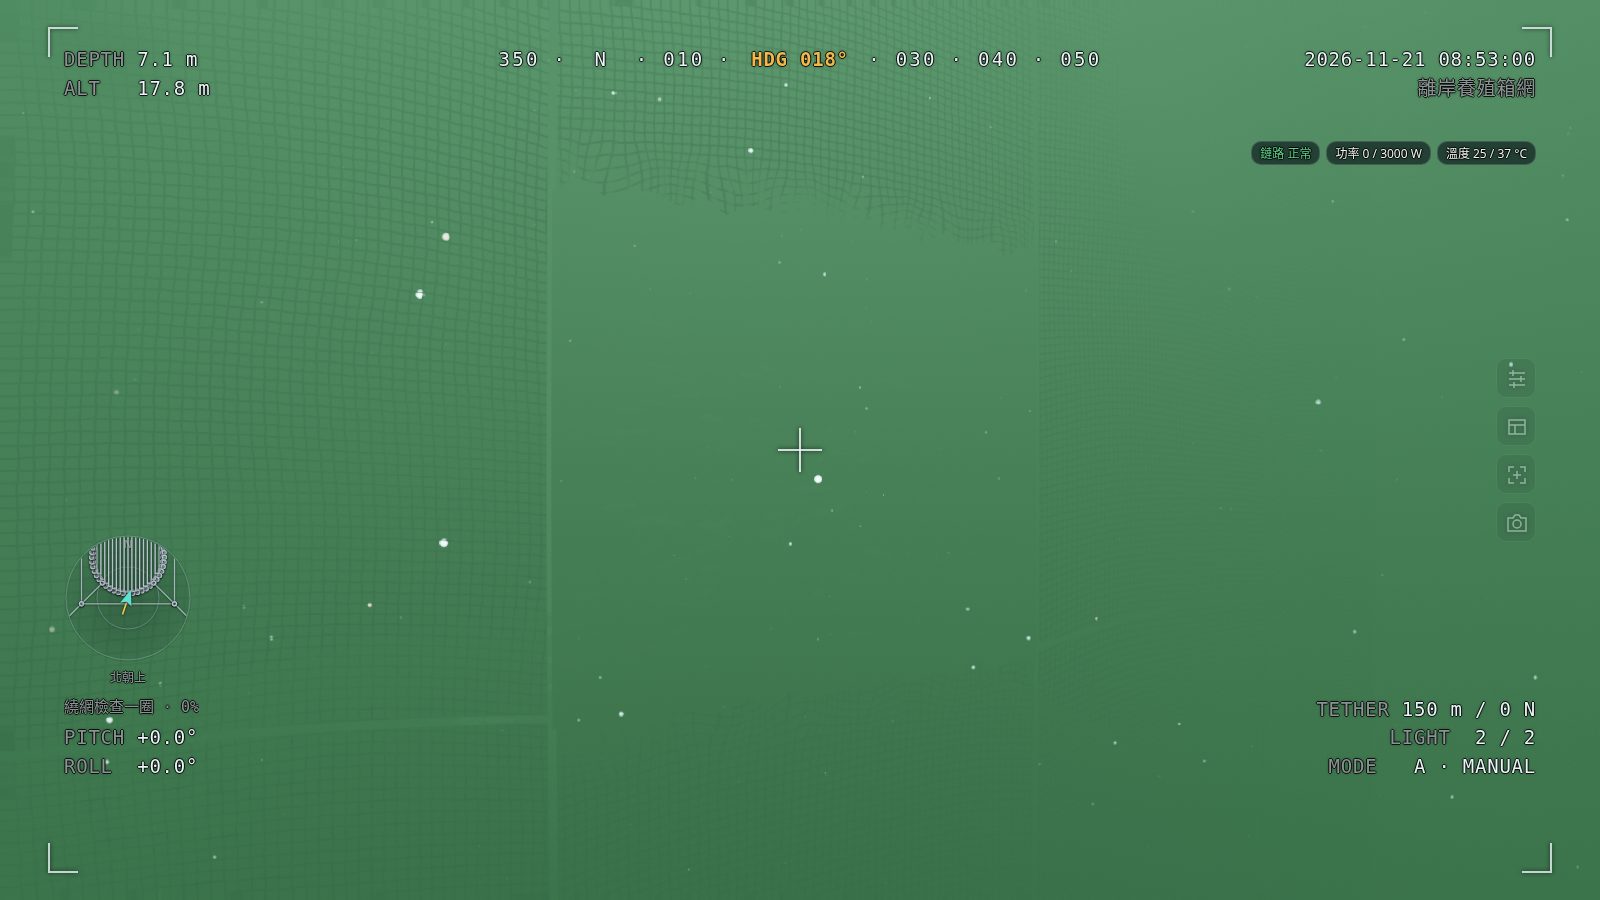 DEPTH 7.1 m
ALT 17.8 m
350 · N · 010 · HDG 018° · 030 · 040 · 050
2026-11-21 08:53:00
離岸養殖箱網
鏈路 正常
功率 0 / 3000 W
溫度 25 / 37 °C
N
北朝上
繞網檢查一圈 · 0%
PITCH +0.0°
ROLL +0.0°
TETHER 150 m / 0 N
LIGHT 2 / 2
MODE A · MANUAL